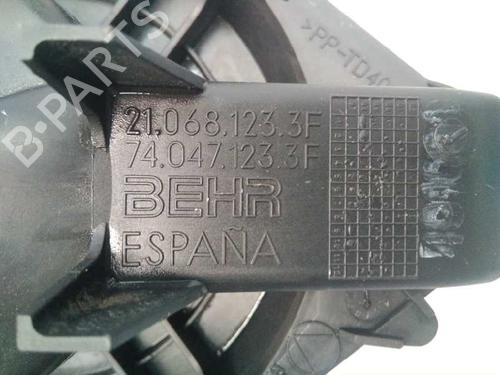 >PP-TD40
21.068.123.3F
74.047.123.3F
BEHR
ESPAÑA
B-PARTS